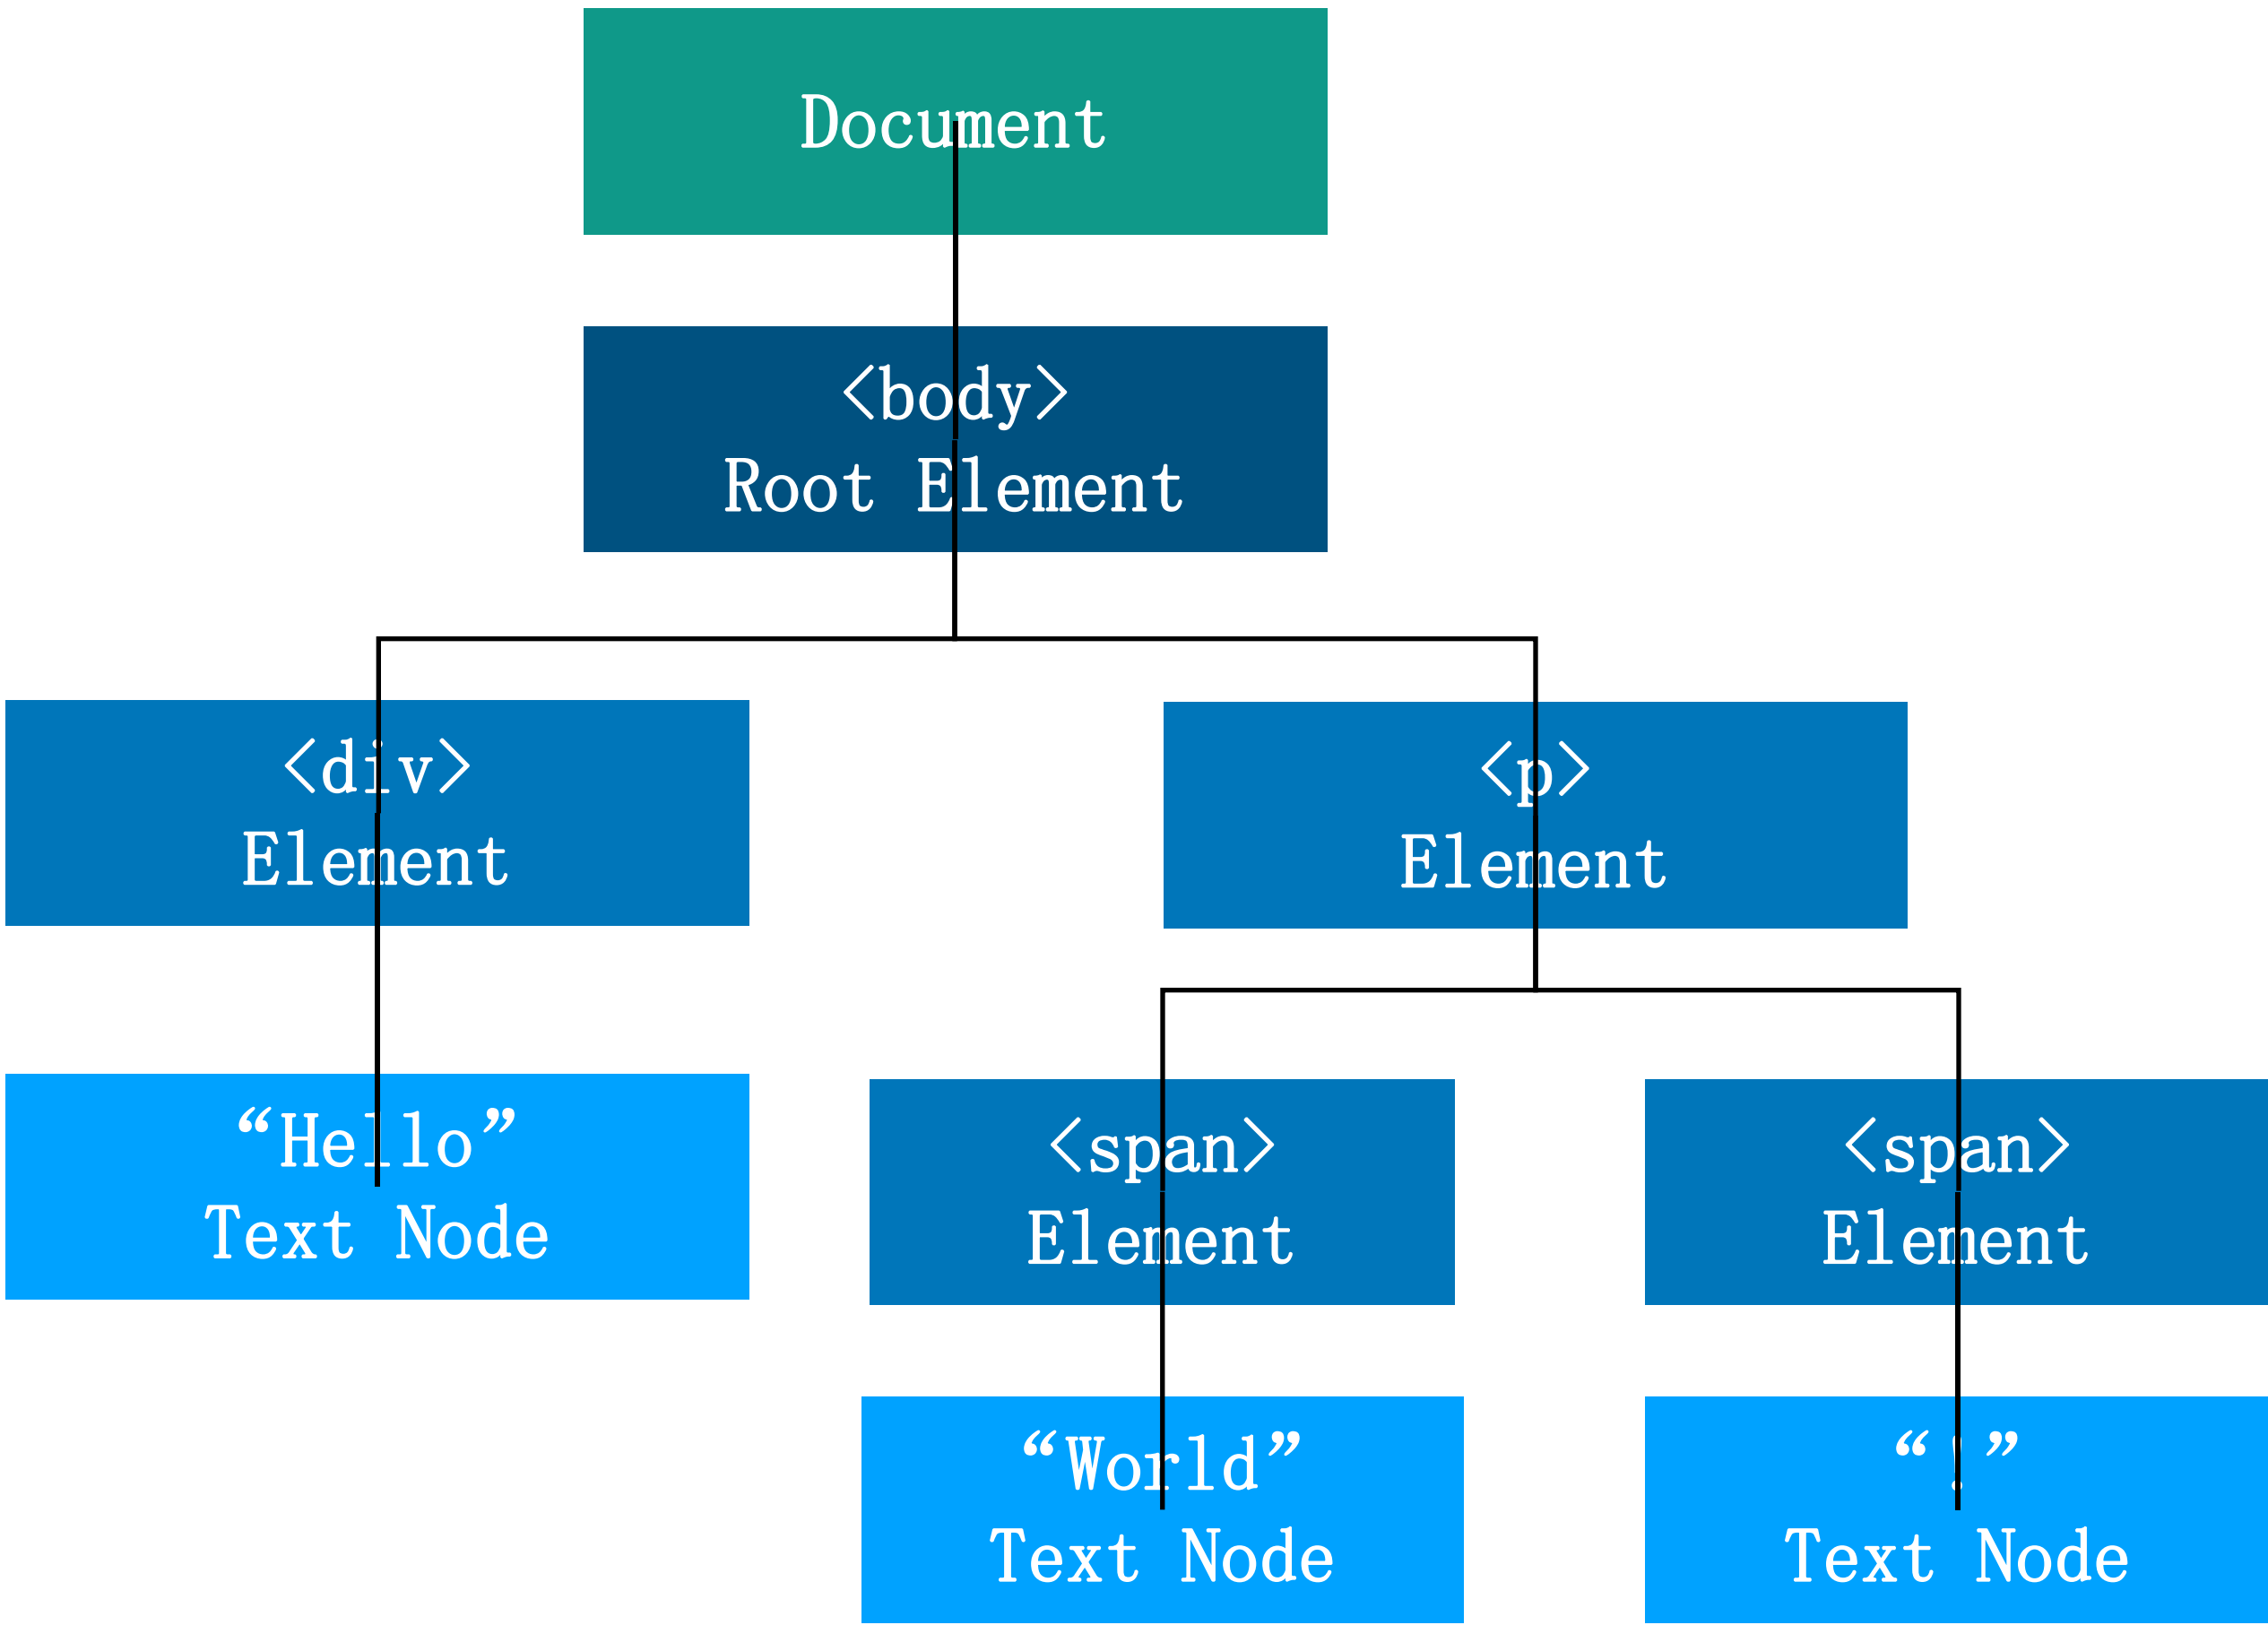 Document
<body>
Root Element
<div>
Element
<p>
Element
“Hello”
Text Node
<span>
Element
<span>
Element
“World”
Text Node
“!”
Text Node